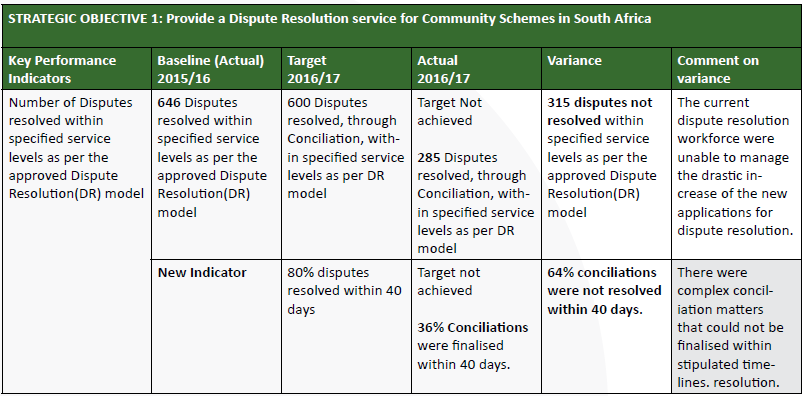 STRATEGIC OBJECTIVE 1: Provide a Dispute Resolution service for Community Schemes in South Africa
Key Performance
Indicators
Baseline (Actual)
2015/16
Target
2016/17
Actual
2016/17
Variance
Comment on
variance
Number of Disputes
resolved within
specified service
levels as per the
approved Dispute
Resolution(DR) model
646 Disputes
resolved within
specified service
levels as per the
approved Dispute
Resolution(DR)
model
600 Disputes
resolved, through
Conciliation, with-
in specified service
levels as per DR
model
Target Not
achieved
285 Disputes
resolved, through
Conciliation, with-
in specified service
levels as per DR
model
315 disputes not
resolved within
specified service
levels as per the
approved Dispute
Resolution(DR)
model
The current
dispute resolution
workforce were
unable to manage
the drastic in-
crease of the new
applications for
dispute resolution.
New Indicator
80% disputes
resolved within 40
days
Target not
achieved
36% Conciliations
were finalised
within 40 days.
64% conciliations
were not resolved
within 40 days.
There were
complex concil-
iation matters
that could not be
finalised within
stipulated time-
lines. resolution.